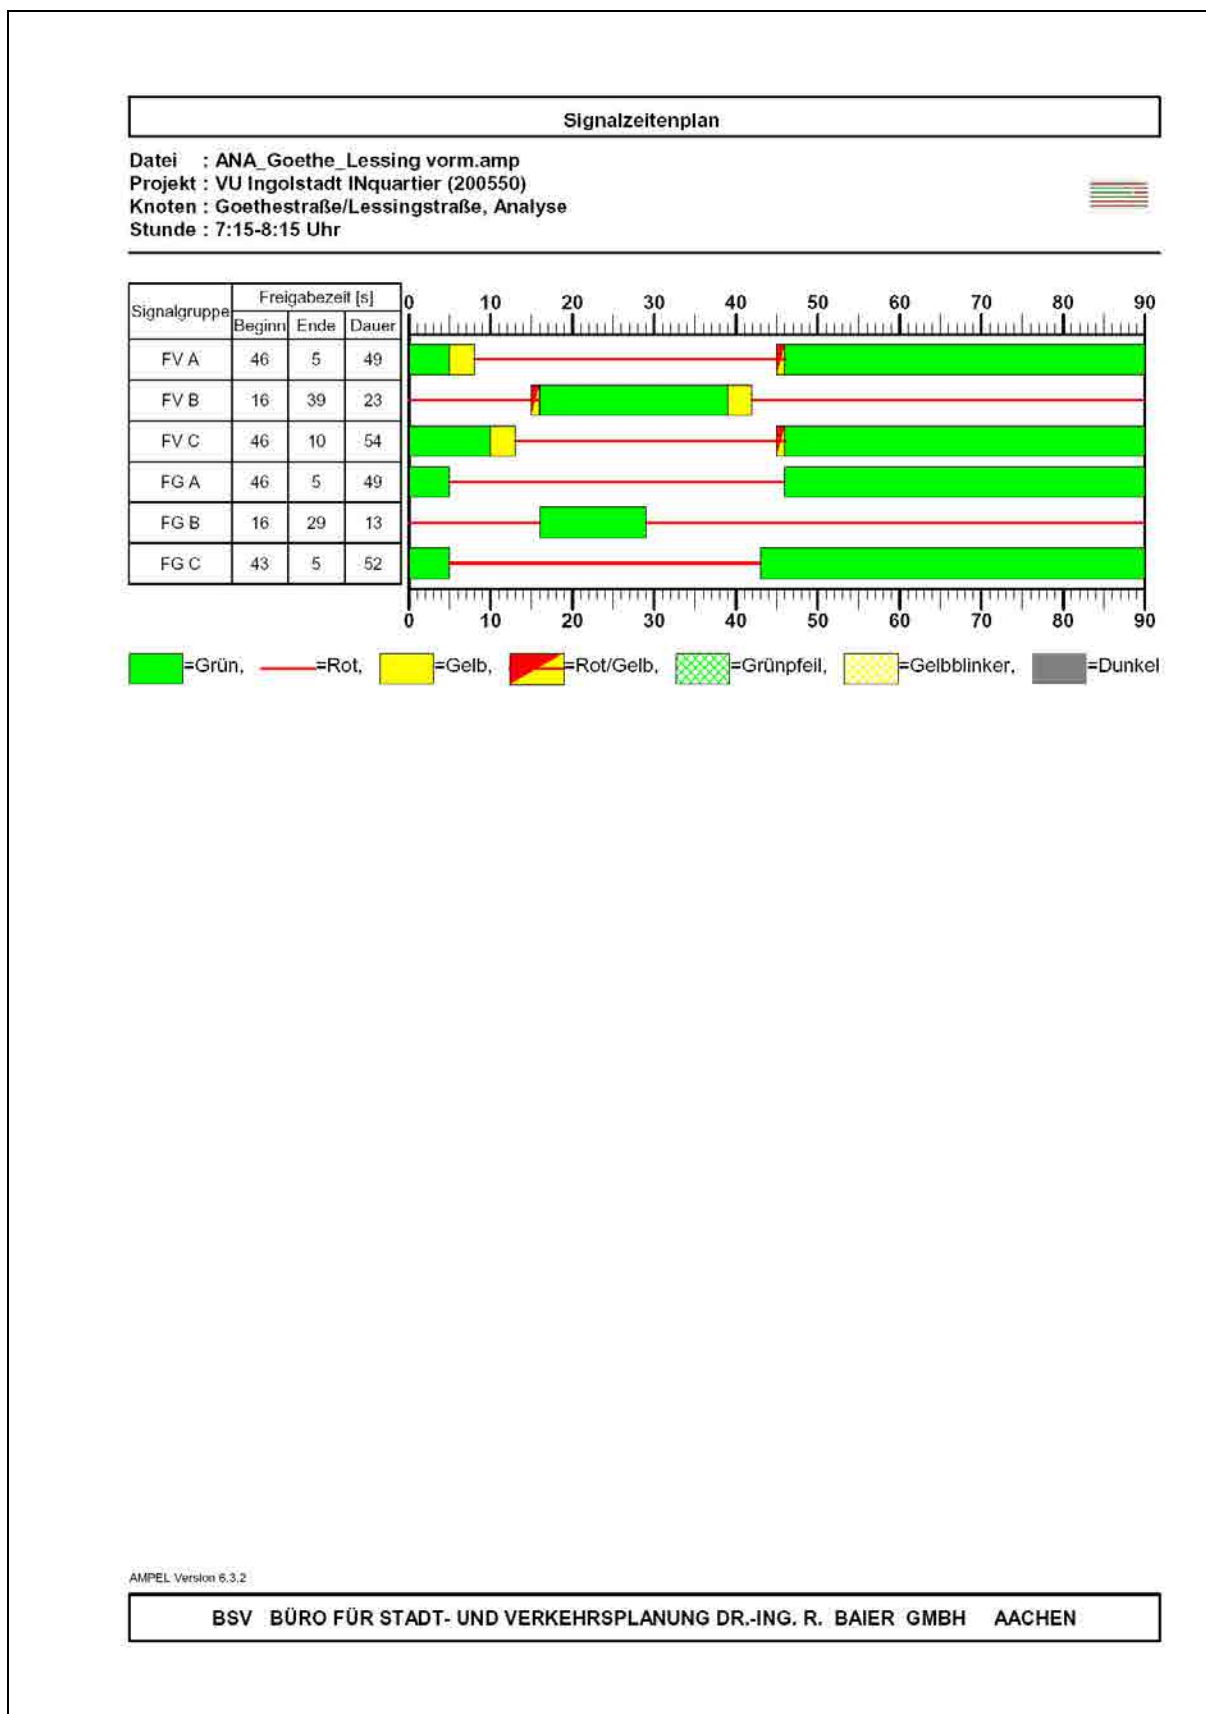 Signalzeitenplan
Datei : ANA_Goethe_Lessing vorm.amp
Projekt : VU Ingolstadt INquartier (200550)
Knoten : Goethestraße/Lessingstraße, Analyse
Stunde : 7:15-8:15 Uhr
Signalgruppe Freigabezeit [s]
Beginn Ende Dauer
0 10 20 30 40 50 60 70 80 90
FV A 46 5 49
FV B 16 39 23
FV C 46 10 54
FG A 46 5 49
FG B 16 29 13
FG C 43 5 52
0 10 20 30 40 50 60 70 80 90
=Grün, =Rot, =Gelb, =Rot/Gelb, =Grünpfeil, =Gelbblinker, =Dunkel
AMPEL Version 6.3.2
BSV BÜRO FÜR STADT- UND VERKEHRSPLANUNG DR.-ING. R. BAIER GMBH AACHEN